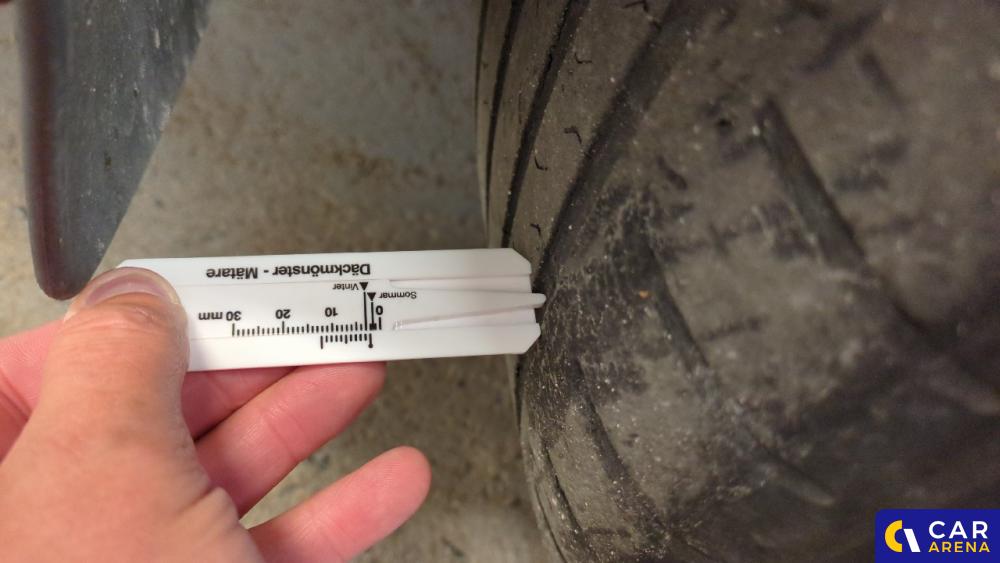 Däckmönster - Mätare
Vinter
Sommar
30 mm 20 10 0
CAR
ARENA